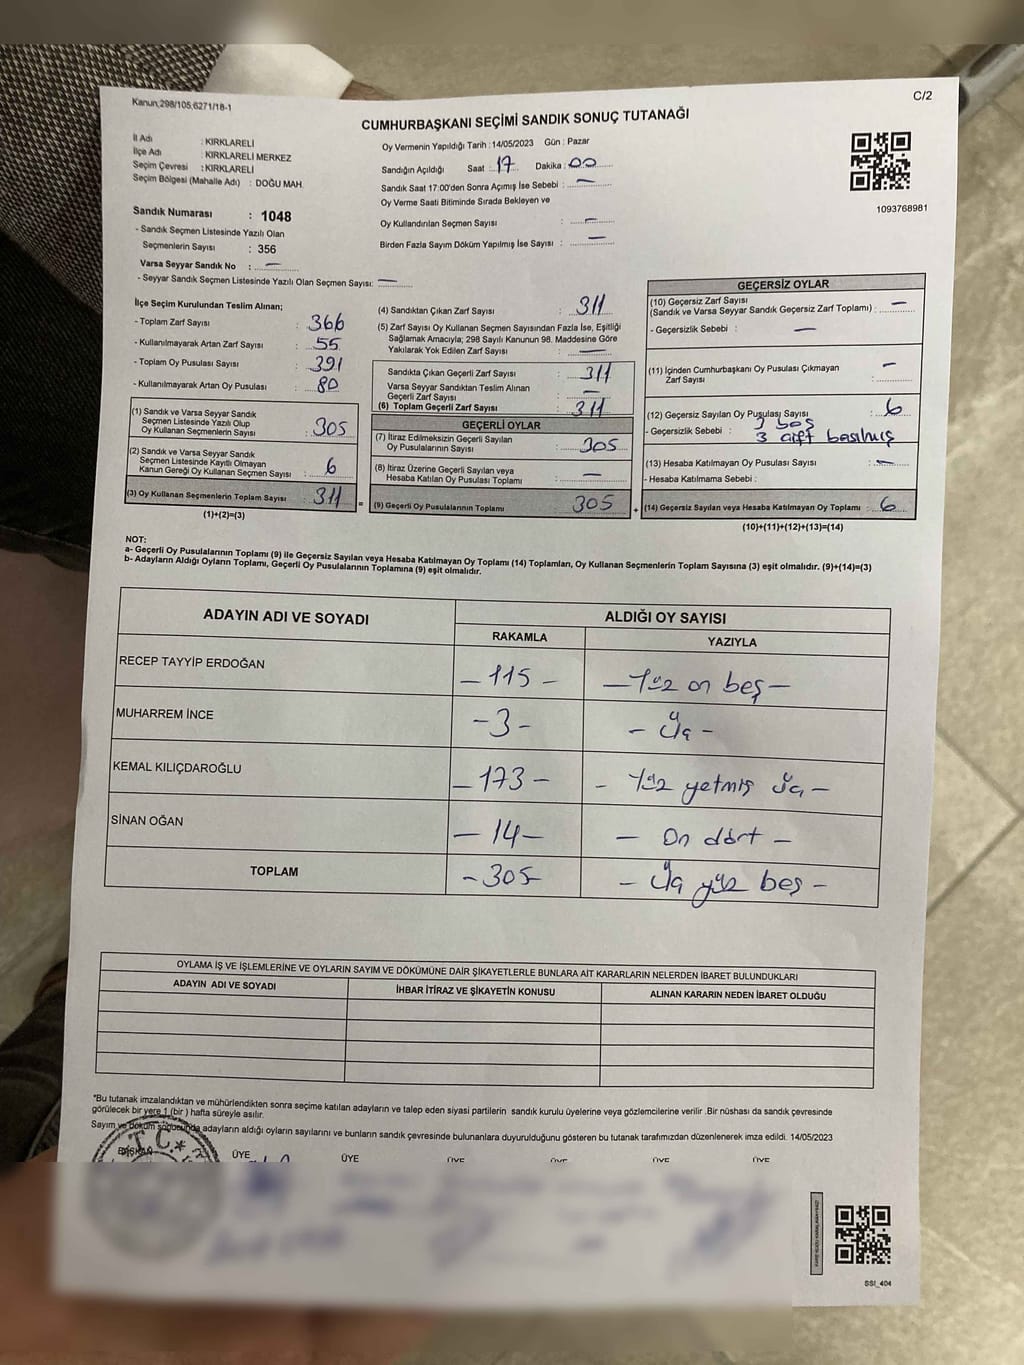 Kanun;298/105;6271/18-1
C/2
CUMHURBAŞKANI SEÇİMİ SANDIK SONUÇ TUTANAĞI
İl Adı : KIRKLARELİ
İlçe Adı : KIRKLARELİ MERKEZ
Seçim Çevresi : KIRKLARELİ
Seçim Bölgesi (Mahalle Adı) : DOĞU MAH.
Sandık Numarası : 1048
- Sandık Seçmen Listesinde Yazılı Olan
Seçmenlerin Sayısı : 356
Varsa Seyyar Sandık No : —
- Seyyar Sandık Seçmen Listesinde Yazılı Olan Seçmen Sayısı: —
Oy Vermenin Yapıldığı Tarih : 14/05/2023 Gün : Pazar
Sandığın Açıldığı Saat : 17 Dakika : 00
Sandık Saat 17:00'den Sonra Açımış İse Sebebi : —
Oy Verme Saati Bitiminde Sırada Bekleyen ve
Oy Kullandırılan Seçmen Sayısı : —
Birden Fazla Sayım Döküm Yapılmış İse Sayısı : —
1093768981
İlçe Seçim Kurulundan Teslim Alınan;
- Toplam Zarf Sayısı : 366
- Kullanılmayarak Artan Zarf Sayısı : 55
- Toplam Oy Pusulası Sayısı : 391
- Kullanılmayarak Artan Oy Pusulası : 80
(1) Sandık ve Varsa Seyyar Sandık
Seçmen Listesinde Yazılı Olup
Oy Kullanan Seçmenlerin Sayısı : 305
(2) Sandık ve Varsa Seyyar Sandık
Seçmen Listesinde Kayıtlı Olmayan
Kanun Gereği Oy Kullanan Seçmen Sayısı : 6
(3) Oy Kullanan Seçmenlerin Toplam Sayısı : 311
(1)+(2)=(3)
=
(4) Sandıktan Çıkan Zarf Sayısı : 311
(5) Zarf Sayısı Oy Kullanan Seçmen Sayısından Fazla İse, Eşitliği
Sağlamak Amacıyla; 298 Sayılı Kanunun 98. Maddesine Göre
Yakılarak Yok Edilen Zarf Sayısı : —
Sandıkta Çıkan Geçerli Zarf Sayısı : 311
Varsa Seyyar Sandıktan Teslim Alınan
Geçerli Zarf Sayısı : —
(6) Toplam Geçerli Zarf Sayısı : 311
GEÇERLİ OYLAR
(7) İtiraz Edilmeksizin Geçerli Sayılan
Oy Pusulalarının Sayısı : 305
(8) İtiraz Üzerine Geçerli Sayılan veya
Hesaba Katılan Oy Pusulası Toplamı : —
(9) Geçerli Oy Pusulalarının Toplamı : 305
+
GEÇERSİZ OYLAR
(10) Geçersiz Zarf Sayısı
(Sandık ve Varsa Seyyar Sandık Geçersiz Zarf Toplamı) : —
- Geçersizlik Sebebi : —
(11) İçinden Cumhurbaşkanı Oy Pusulası Çıkmayan
Zarf Sayısı : —
(12) Geçersiz Sayılan Oy Pusulası Sayısı : 6
3 boş
- Geçersizlik Sebebi : 3 çift basılmış
(13) Hesaba Katılmayan Oy Pusulası Sayısı : —
- Hesaba Katılmama Sebebi :
(14) Geçersiz Sayılan veya Hesaba Katılmayan Oy Toplamı : 6
(10)+(11)+(12)+(13)=(14)
NOT:
a- Geçerli Oy Pusulalarının Toplamı (9) ile Geçersiz Sayılan veya Hesaba Katılmayan Oy Toplamı (14) Toplamları, Oy Kullanan Seçmenlerin Toplam Sayısına (3) eşit olmalıdır. (9)+(14)=(3)
b- Adayların Aldığı Oyların Toplamı, Geçerli Oy Pusulalarının Toplamına (9) eşit olmalıdır.
ADAYIN ADI VE SOYADI
ALDIĞI OY SAYISI
RAKAMLA YAZIYLA
RECEP TAYYİP ERDOĞAN — 115 — — Yüz on beş —
MUHARREM İNCE - 3 - - Üç -
KEMAL KILIÇDAROĞLU — 173 — - Yüz yetmiş üç —
SİNAN OĞAN — 14 — — On dört —
TOPLAM - 305 - - Üç yüz beş -
OYLAMA İŞ VE İŞLEMLERİNE VE OYLARIN SAYIM VE DÖKÜMÜNE DAİR ŞİKAYETLERLE BUNLARA AİT KARARLARIN NELERDEN İBARET BULUNDUKLARI
ADAYIN ADI VE SOYADI İHBAR İTİRAZ VE ŞİKAYETİN KONUSU ALINAN KARARIN NEDEN İBARET OLDUĞU
*Bu tutanak imzalandıktan ve mühürlendikten sonra seçime katılan adayların ve talep eden siyasi partilerin sandık kurulu üyelerine veya gözlemcilerine verilir .Bir nüshası da sandık çevresinde
görülecek bir yere 1 (bir ) hafta süreyle asılır.
Sayım ve döküm sonucunda adayların aldığı oyların sayılarını ve bunların sandık çevresinde bulunanlara duyurulduğunu gösteren bu tutanak tarafımızdan düzenlenerek imza edildi. 14/05/2023
BAŞKAN ÜYE ÜYE ÜYE ÜYE ÜYE ÜYE
T.C.
SSI_404